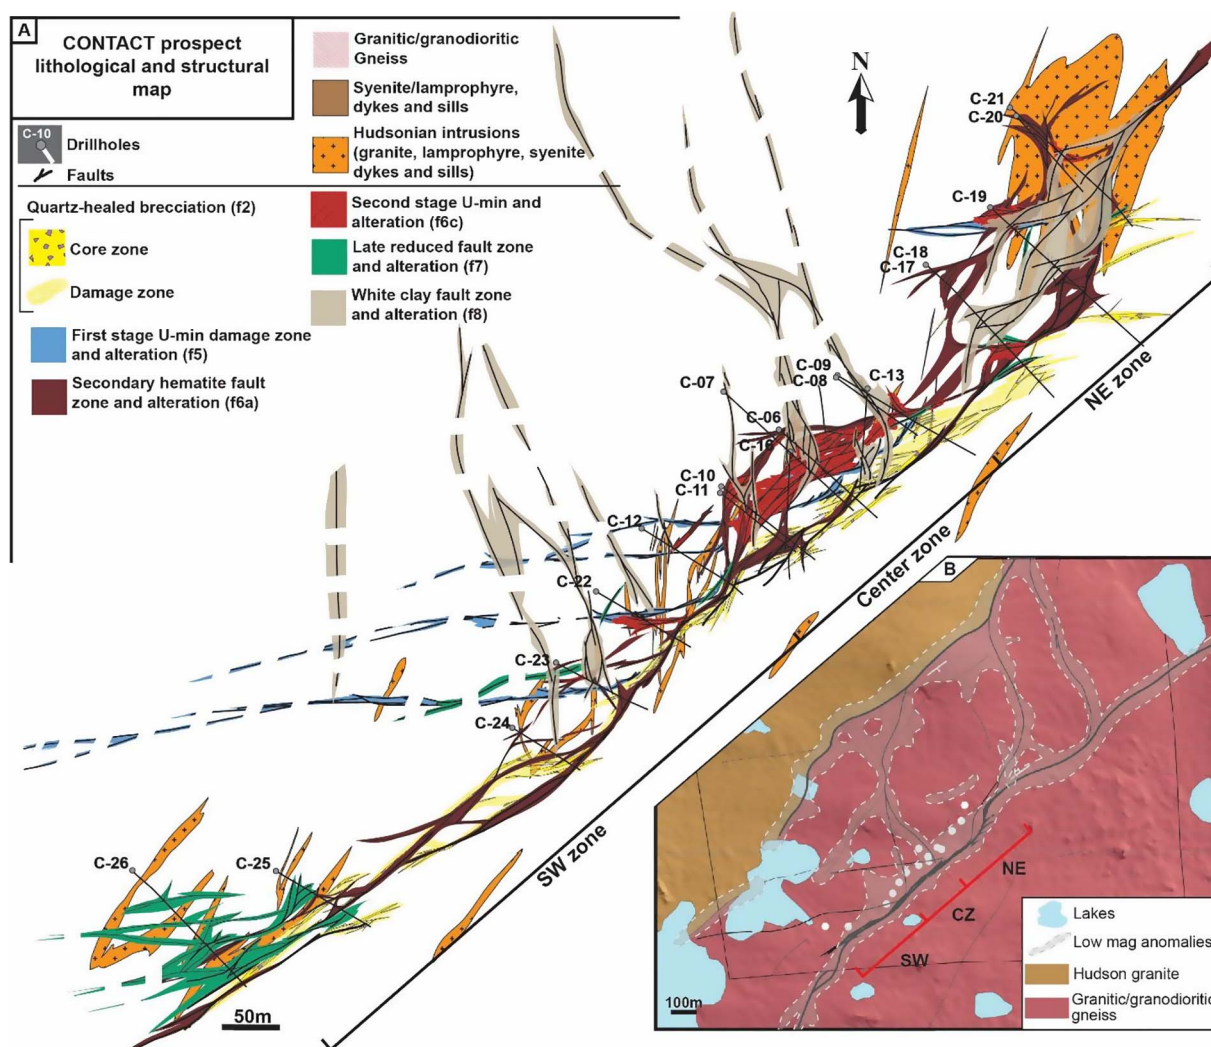 A
CONTACT prospect
lithological and structural
map
C-10
Drillholes
Faults
Quartz-healed brecciation (f2)
Core zone
Damage zone
First stage U-min damage zone
and alteration (f5)
Secondary hematite fault
zone and alteration (f6a)
Granitic/granodioritic
Gneiss
Syenite/lamprophyre,
dykes and sills
Hudsonian intrusions
(granite, lamprophyre, syenite
dykes and sills)
Second stage U-min and
alteration (f6c)
Late reduced fault zone
and alteration (f7)
White clay fault zone
and alteration (f8)
N
C-21
C-20
C-19
C-18
C-17
C-09
C-08
C-13
C-07
C-06
C-16
C-10
C-11
C-12
C-22
C-23
C-24
C-25
C-26
NE zone
Center zone
SW zone
50m
B
NE
CZ
SW
100m
Lakes
Low mag anomalies
Hudson granite
Granitic/granodioritic
gneiss